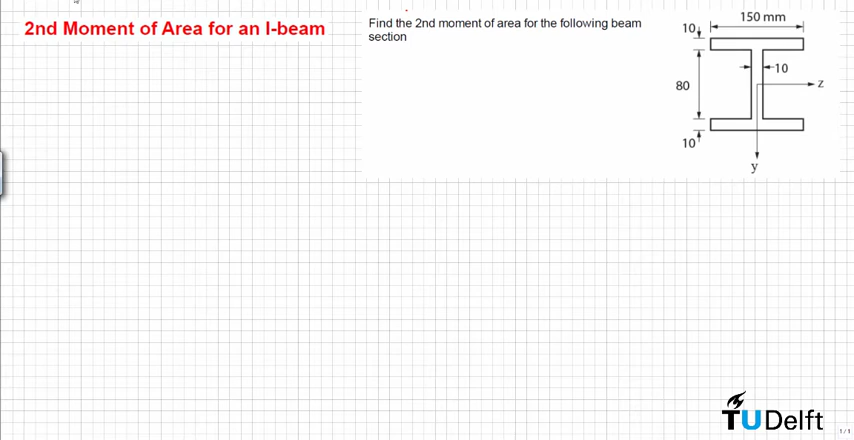 2nd Moment of Area for an I-beam
Find the 2nd moment of area for the following beam
section
150 mm
10
10
80
z
10
y
TUDelft
1 / 1